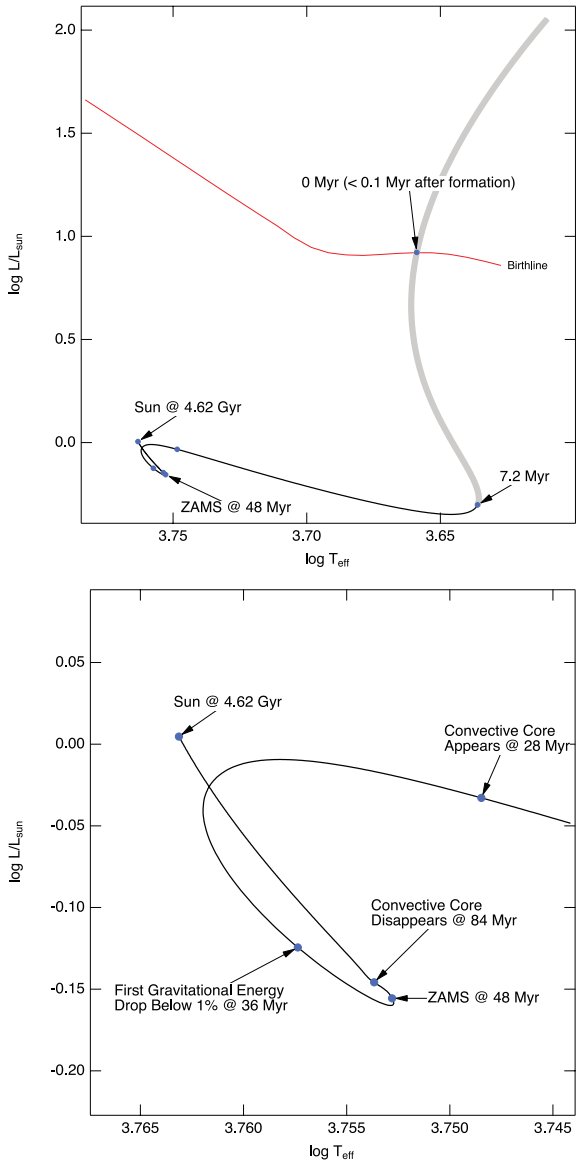 2.0
1.5
1.0
0.5
0.0
log L/Lsun
0 Myr (< 0.1 Myr after formation)
Birthline
Sun @ 4.62 Gyr
ZAMS @ 48 Myr
7.2 Myr
3.75
3.70
3.65
log Teff
0.05
0.00
-0.05
-0.10
-0.15
-0.20
log L/Lsun
Sun @ 4.62 Gyr
Convective Core
Appears @ 28 Myr
Convective Core
Disappears @ 84 Myr
First Gravitational Energy
Drop Below 1% @ 36 Myr
ZAMS @ 48 Myr
3.765
3.760
3.755
3.750
3.745
log Teff